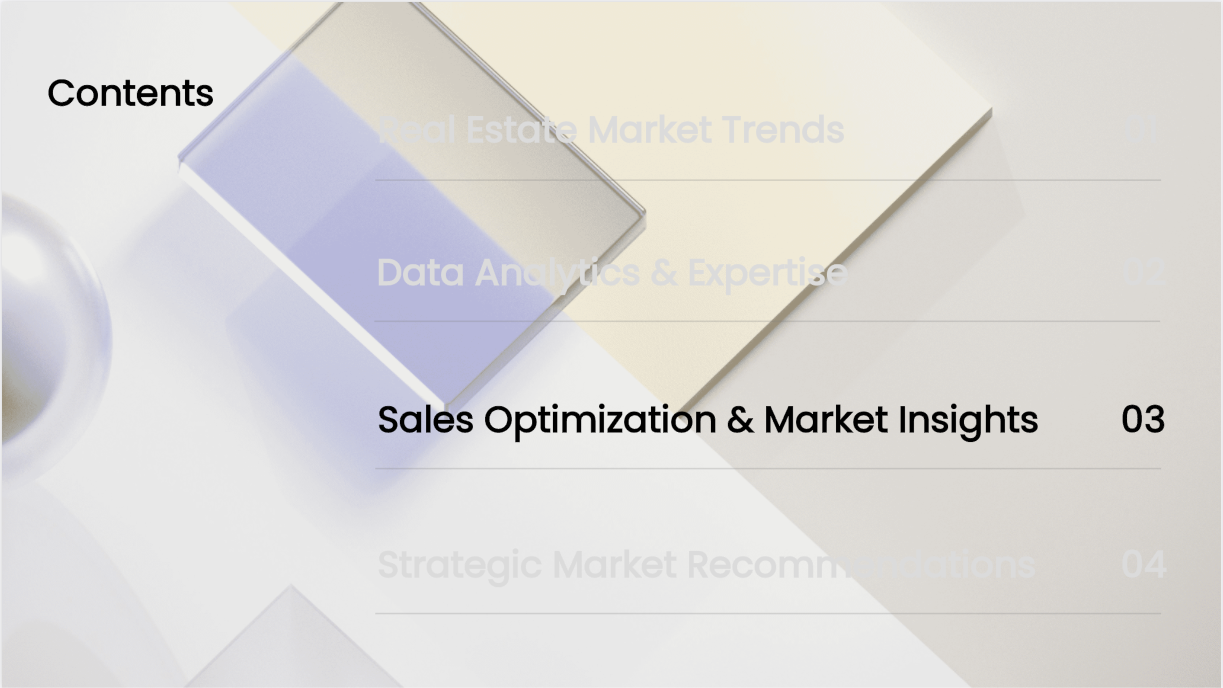 Contents
Real Estate Market Trends 01
Data Analytics & Expertise 02
Sales Optimization & Market Insights 03
Strategic Market Recommendations 04